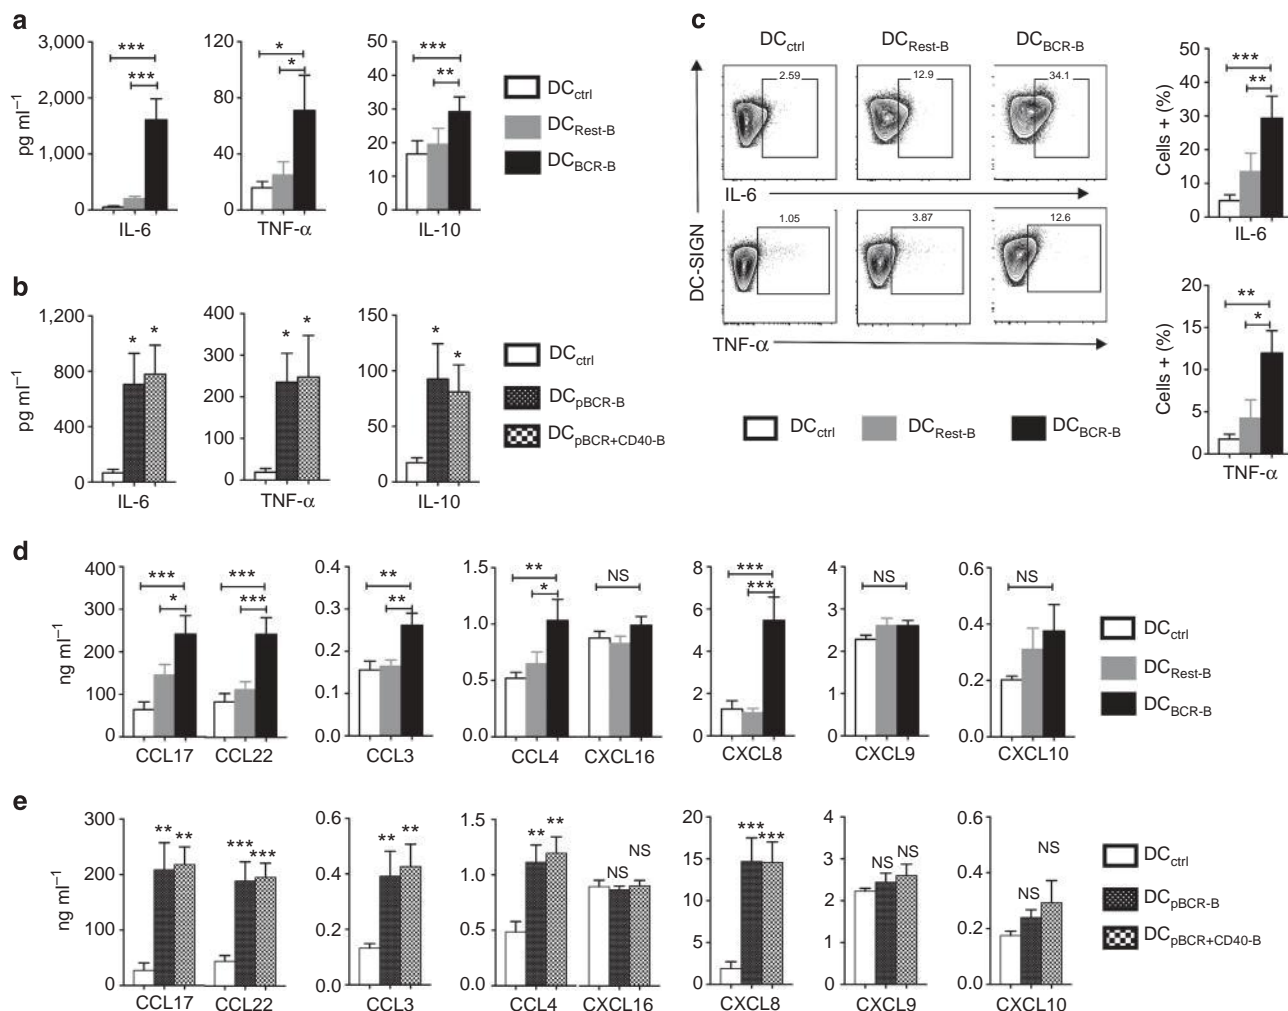 a
3,000
2,000
1,000
0
pg ml⁻¹
***
***
IL-6
120
80
40
0
*
*
TNF-α
50
40
30
20
10
0
***
**
IL-10
DCctrl
DCRest-B
DCBCR-B
b
1,200
800
400
0
pg ml⁻¹
* *
IL-6
400
300
200
100
0
* *
TNF-α
150
100
50
0
*
*
IL-10
DCctrl
DCpBCR-B
DCpBCR+CD40-B
c
DCctrl DCRest-B DCBCR-B
2.59 12.9 34.1
IL-6
1.05 3.87 12.6
DC-SIGN
TNF-α
DCctrl DCRest-B DCBCR-B
50
40
30
20
10
0
Cells + (%)
***
**
IL-6
20
15
10
5
0
Cells + (%)
**
*
TNF-α
d
400
300
200
100
0
ng ml⁻¹
***
*
***
***
CCL17 CCL22
0.4
0.3
0.2
0.1
0.0
**
**
CCL3
1.5
1.0
0.5
0.0
**
*
NS
CCL4 CXCL16
8
6
4
2
0
***
***
CXCL8
4
3
2
1
0
NS
CXCL9
0.6
0.4
0.2
0.0
NS
CXCL10
DCctrl
DCRest-B
DCBCR-B
e
300
200
100
0
ng ml⁻¹
** **
*** ***
CCL17 CCL22
0.6
0.4
0.2
0.0
** **
CCL3
1.5
1.0
0.5
0.0
** **
NS
NS
CCL4 CXCL16
20
15
10
5
0
***
***
CXCL8
4
3
2
1
0
NS NS
CXCL9
0.6
0.4
0.2
0.0
NS
NS
CXCL10
DCctrl
DCpBCR-B
DCpBCR+CD40-B